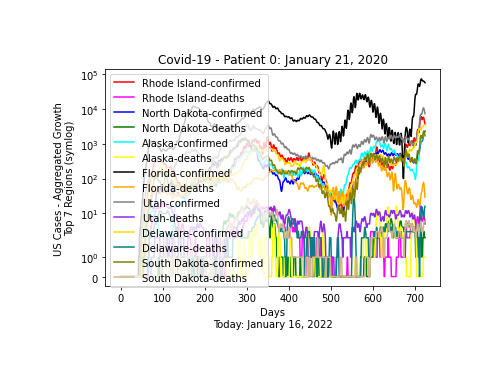 Covid-19 - Patient 0: January 21, 2020
US Cases - Aggregated Growth
Top 7 Regions (symlog)
10^5
10^4
10^3
10^2
10^1
10^0
0
Rhode Island-confirmed
Rhode Island-deaths
North Dakota-confirmed
North Dakota-deaths
Alaska-confirmed
Alaska-deaths
Florida-confirmed
Florida-deaths
Utah-confirmed
Utah-deaths
Delaware-confirmed
Delaware-deaths
South Dakota-confirmed
South Dakota-deaths
0 100 200 300 400 500 600 700
Days
Today: January 16, 2022